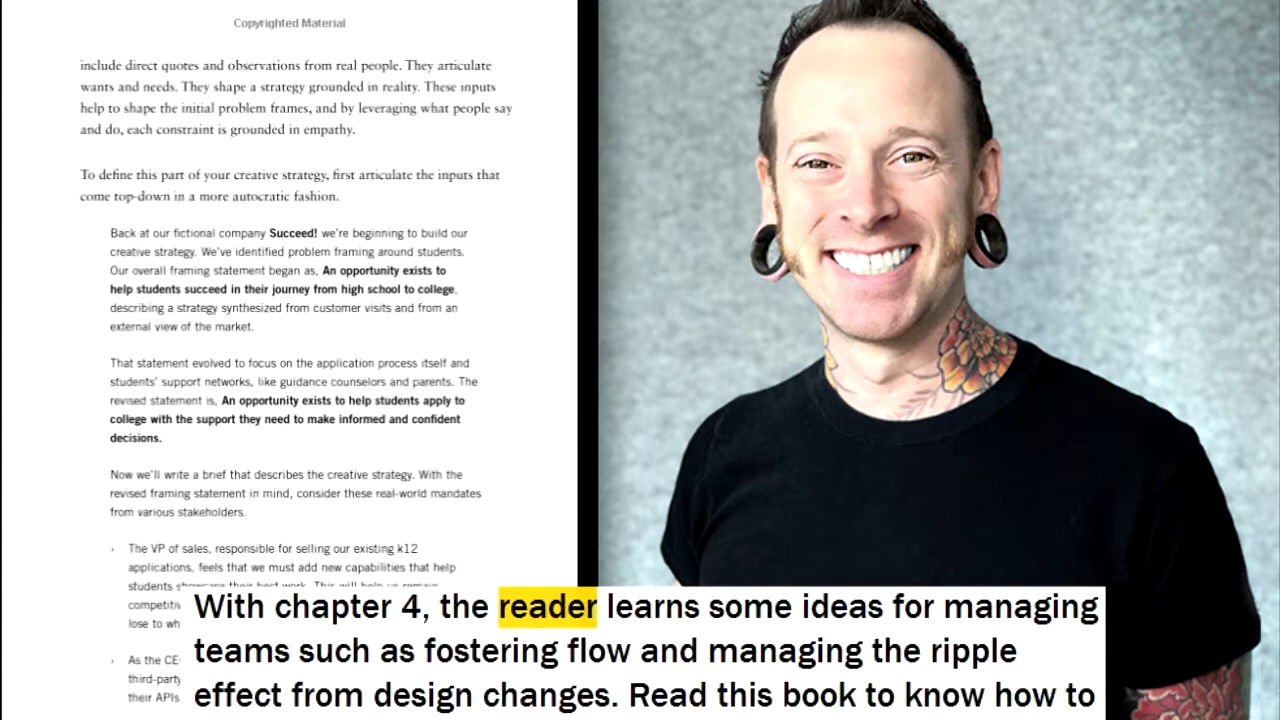 Copyrighted Material
include direct quotes and observations from real people. They articulate
wants and needs. They shape a strategy grounded in reality. These inputs
help to shape the initial problem frames, and by leveraging what people say
and do, each constraint is grounded in empathy.
To define this part of your creative strategy, first articulate the inputs that
come top-down in a more autocratic fashion.
Back at our fictional company Succeed! we're beginning to build our
creative strategy. We've identified problem framing around students.
Our overall framing statement began as, An opportunity exists to
help students succeed in their journey from high school to college,
describing a strategy synthesized from customer visits and from an
external view of the market.
That statement evolved to focus on the application process itself and
students' support networks, like guidance counselors and parents. The
revised statement is, An opportunity exists to help students apply to
college with the support they need to make informed and confident
decisions.
Now we'll write a brief that describes the creative strategy. With the
revised framing statement in mind, consider these real-world mandates
from various stakeholders.
› The VP of sales, responsible for selling our existing k12
applications, feels that we must add new capabilities that help
students showcase their best work. This will help us remain
competitiv
lose to wh
› As the CE
third-party
their APIs
With chapter 4, the reader learns some ideas for managing
teams such as fostering flow and managing the ripple
effect from design changes. Read this book to know how to